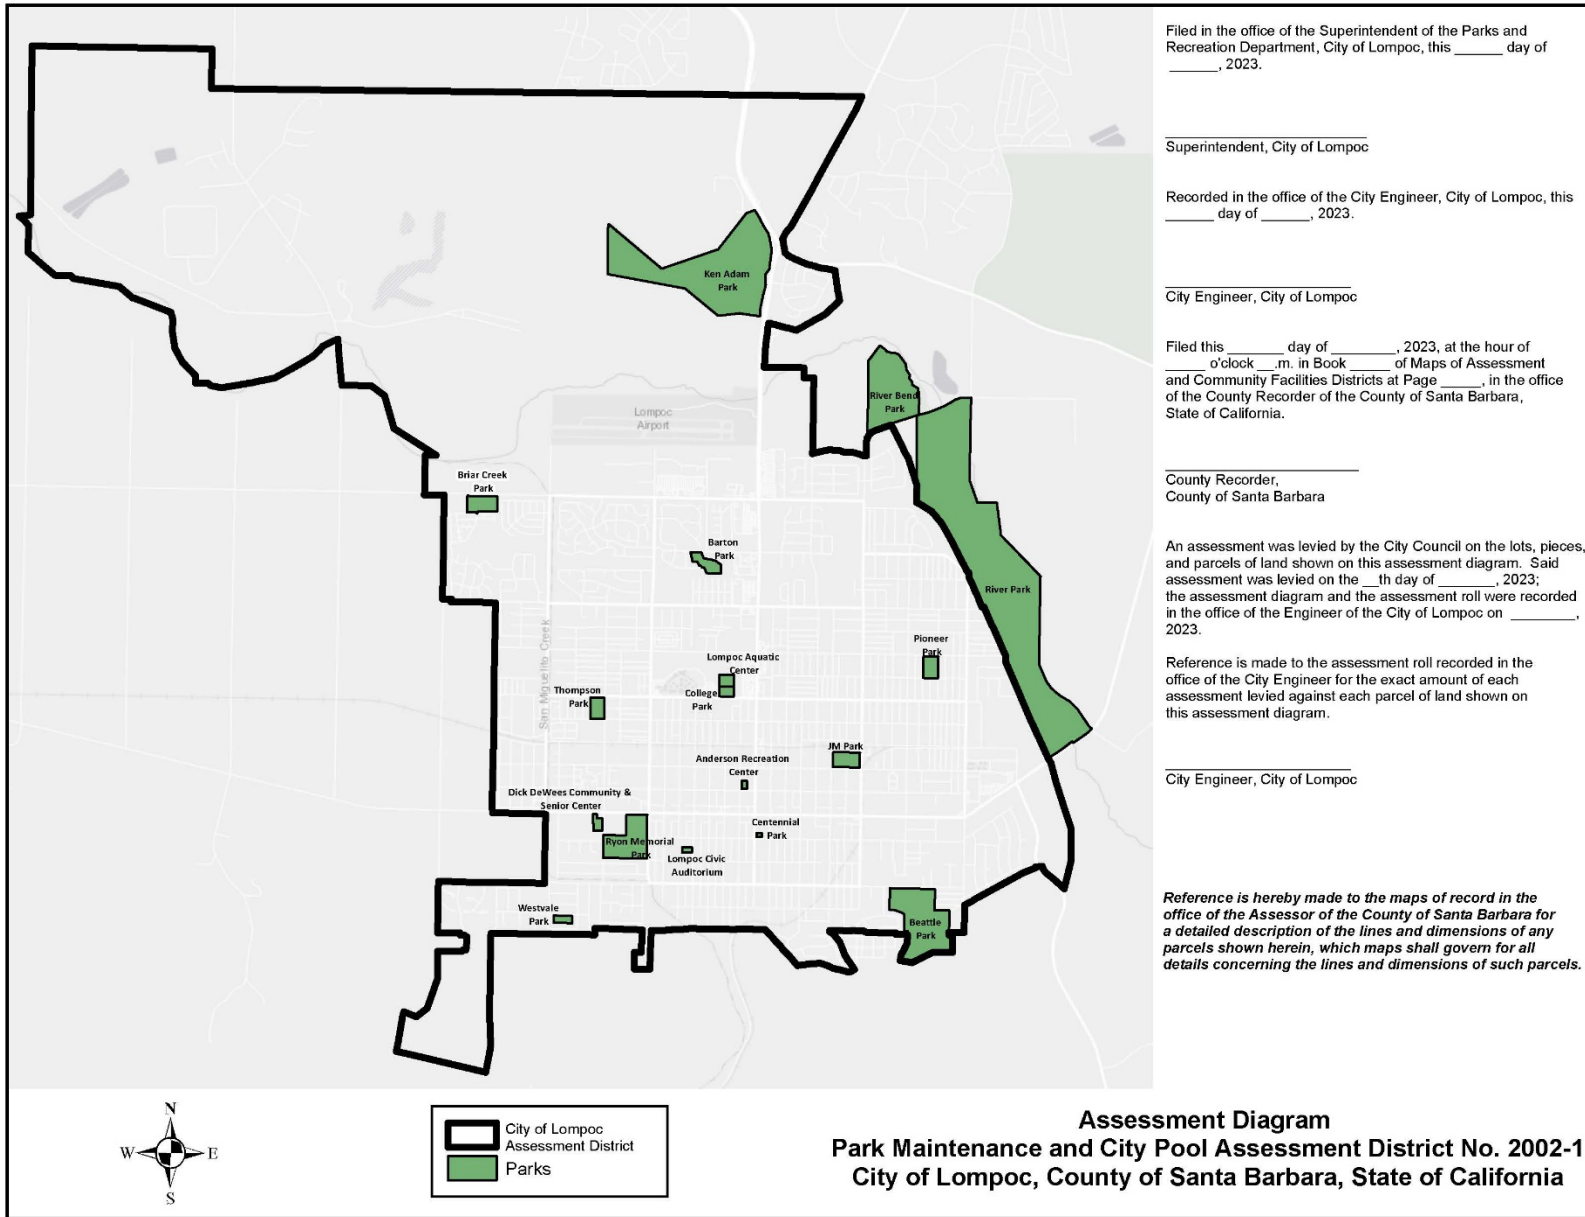 Filed in the office of the Superintendent of the Parks and
Recreation Department, City of Lompoc, this ______ day of
______, 2023.
Superintendent, City of Lompoc
Recorded in the office of the City Engineer, City of Lompoc, this
______ day of ______, 2023.
City Engineer, City of Lompoc
Filed this _______ day of ________, 2023, at the hour of
_____ o'clock __.m. in Book _____ of Maps of Assessment
and Community Facilities Districts at Page _____, in the office
of the County Recorder of the County of Santa Barbara,
State of California.
County Recorder,
County of Santa Barbara
An assessment was levied by the City Council on the lots, pieces,
and parcels of land shown on this assessment diagram.  Said
assessment was levied on the __th day of _______, 2023;
the assessment diagram and the assessment roll were recorded
in the office of the Engineer of the City of Lompoc on ________,
2023.
Reference is made to the assessment roll recorded in the
office of the City Engineer for the exact amount of each
assessment levied against each parcel of land shown on
this assessment diagram.
City Engineer, City of Lompoc
Reference is hereby made to the maps of record in the
office of the Assessor of the County of Santa Barbara for
a detailed description of the lines and dimensions of any
parcels shown herein, which maps shall govern for all
details concerning the lines and dimensions of such parcels.
Ken Adam
Park
River Bend
Park
Lompoc
Airport
Briar Creek
Park
Barton
Park
River Park
San Miguelito Creek
Pioneer
Park
Lompoc Aquatic
Center
Thompson
Park
College
Park
JM Park
Anderson Recreation
Center
Dick DeWees Community &
Senior Center
Centennial
Park
Ryon Memorial
Park
Lompoc Civic
Auditorium
Westvale
Park
Beattle
Park
N
W
E
S
City of Lompoc
Assessment District
Parks
Assessment Diagram
Park Maintenance and City Pool Assessment District No. 2002-1
City of Lompoc, County of Santa Barbara, State of California